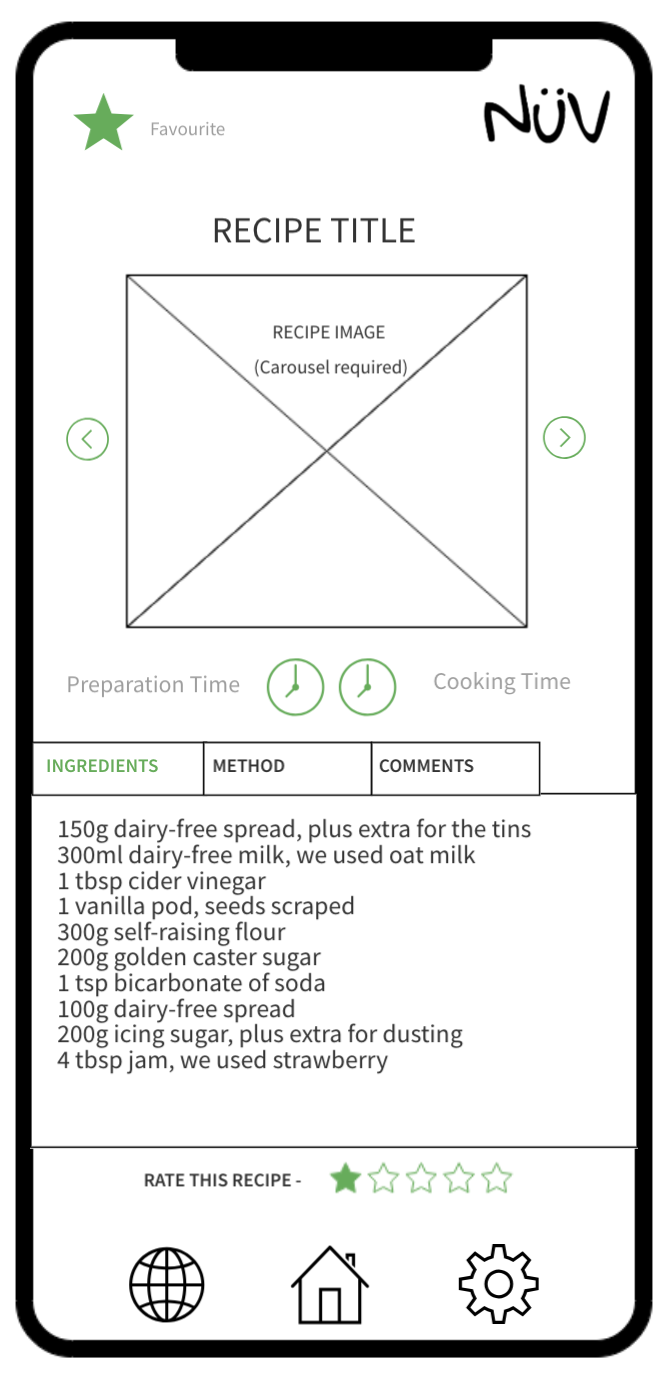 Favourite
NÜV
RECIPE TITLE
RECIPE IMAGE
(Carousel required)
Preparation Time
Cooking Time
INGREDIENTS
METHOD
COMMENTS
150g dairy-free spread, plus extra for the tins
300ml dairy-free milk, we used oat milk
1 tbsp cider vinegar
1 vanilla pod, seeds scraped
300g self-raising flour
200g golden caster sugar
1 tsp bicarbonate of soda
100g dairy-free spread
200g icing sugar, plus extra for dusting
4 tbsp jam, we used strawberry
RATE THIS RECIPE -